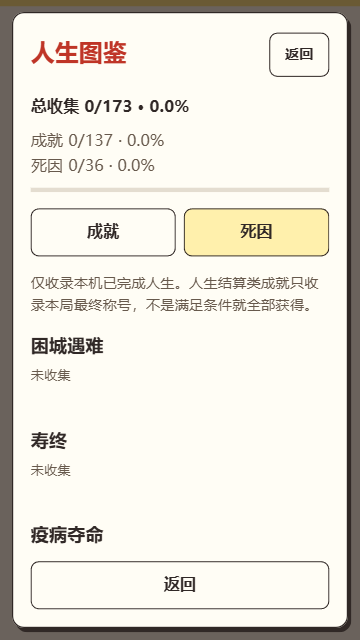 人生图鉴
返回
总收集 0/173 • 0.0%
成就 0/137 · 0.0%
死因 0/36 · 0.0%
成就
死因
仅收录本机已完成人生。人生结算类成就只收
录本局最终称号，不是满足条件就全部获得。
困城遇难
未收集
寿终
未收集
疫病夺命
返回